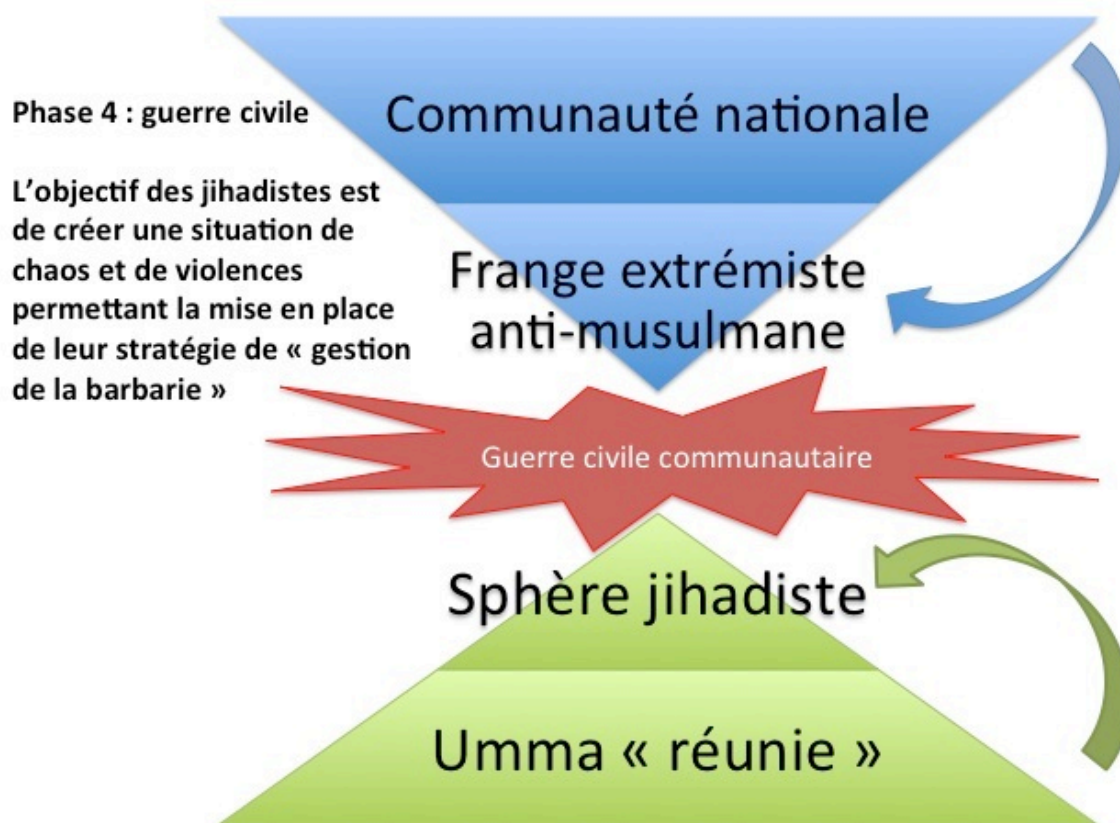 Phase 4 : guerre civile
L’objectif des jihadistes est
de créer une situation de
chaos et de violences
permettant la mise en place
de leur stratégie de « gestion
de la barbarie »
Communauté nationale
Frange extrémiste
anti-musulmane
Guerre civile communautaire
Sphère jihadiste
Umma « réunie »